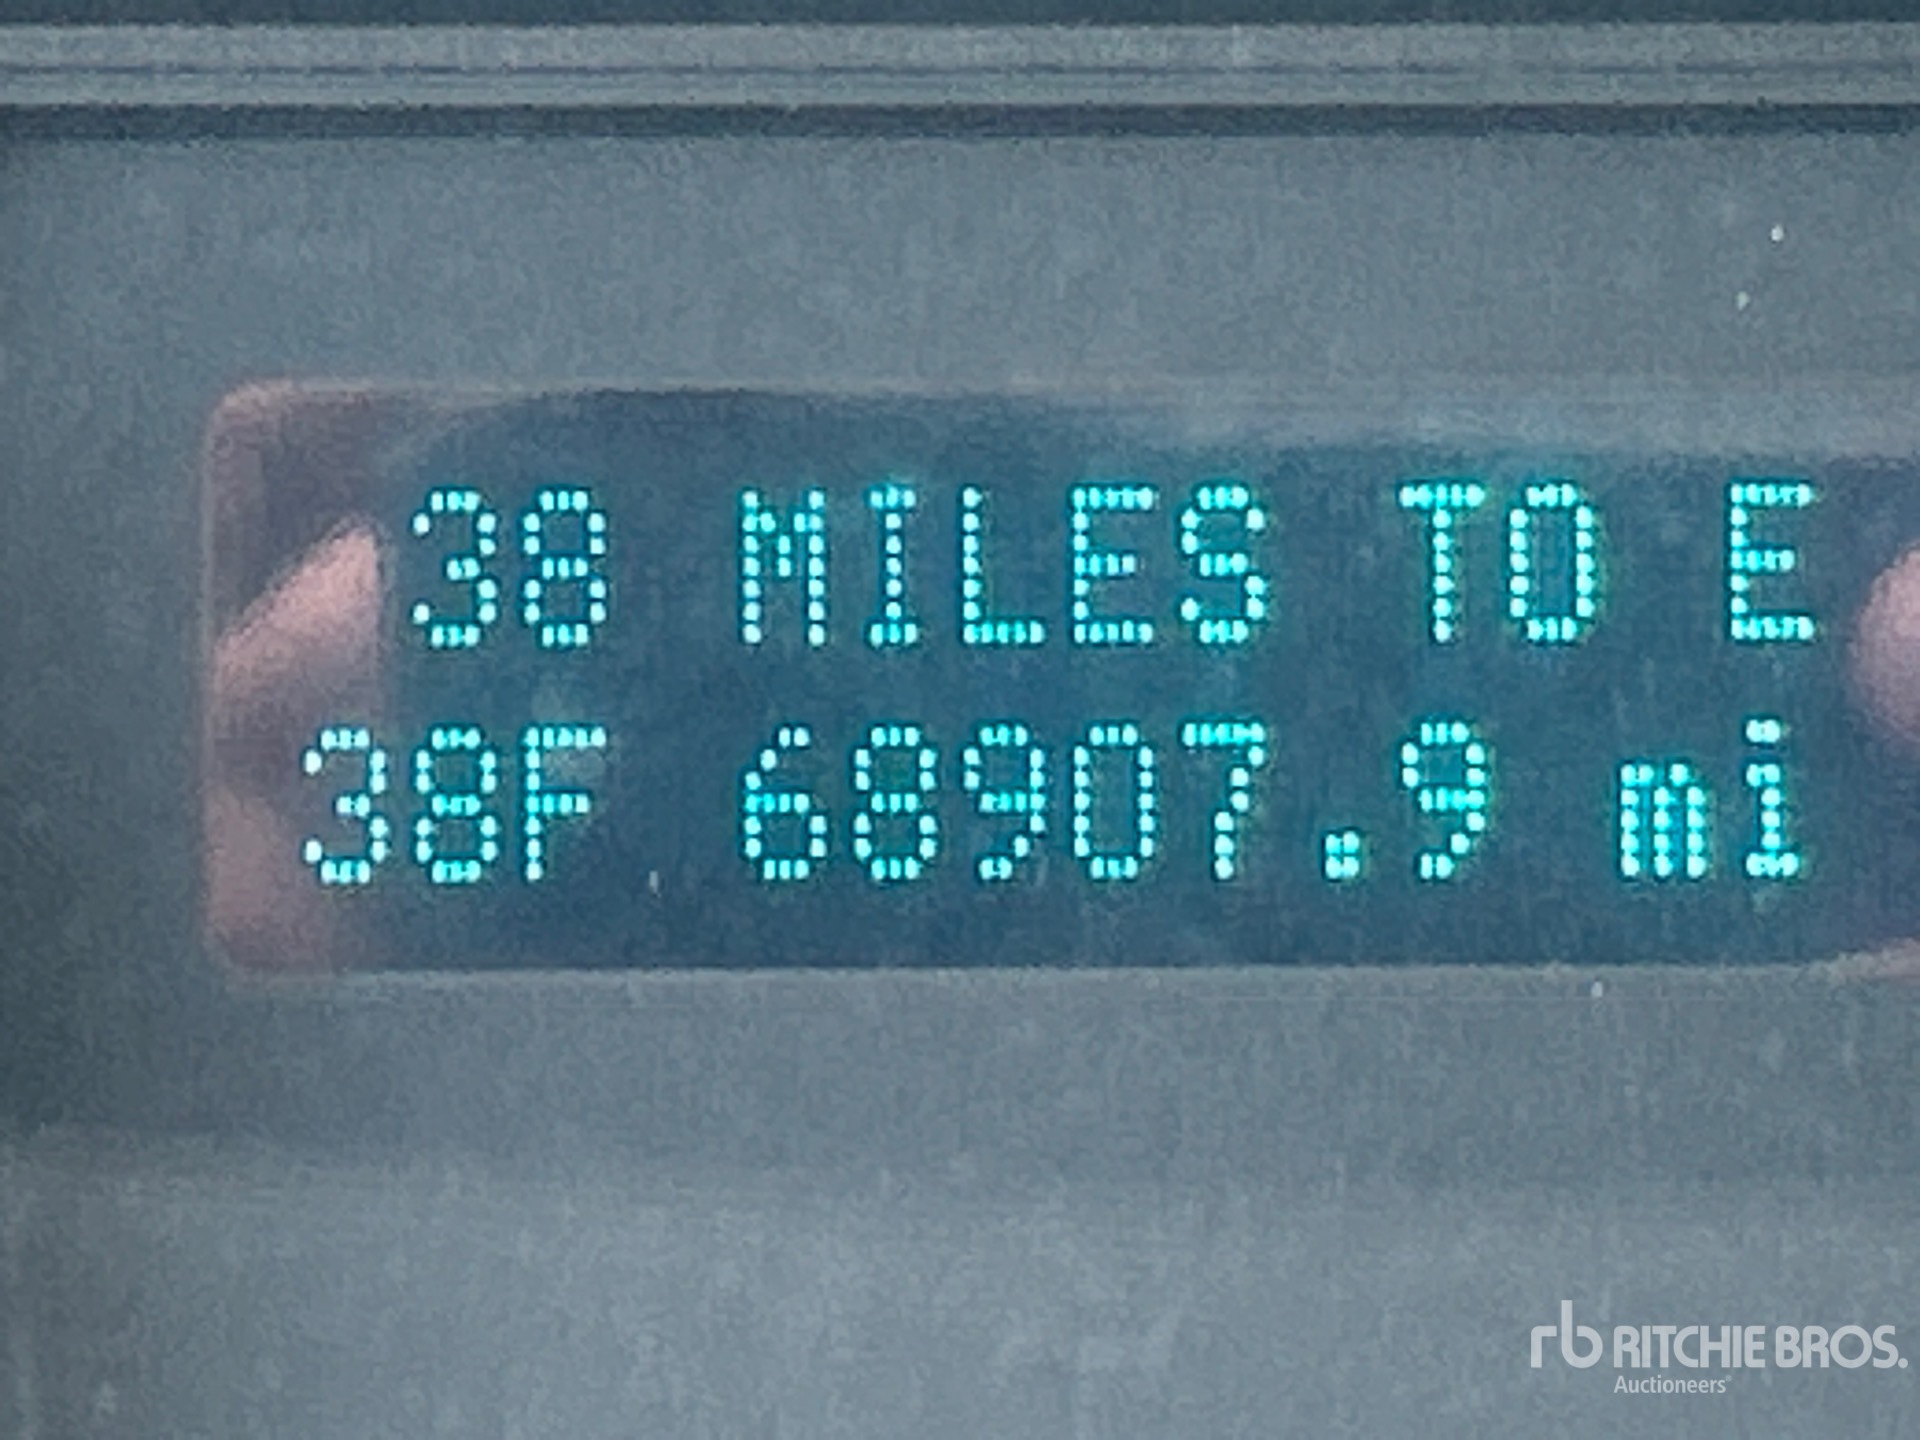 38 MILES TO E
38F 68907.9 mi
rb RITCHIE BROS.
Auctioneers